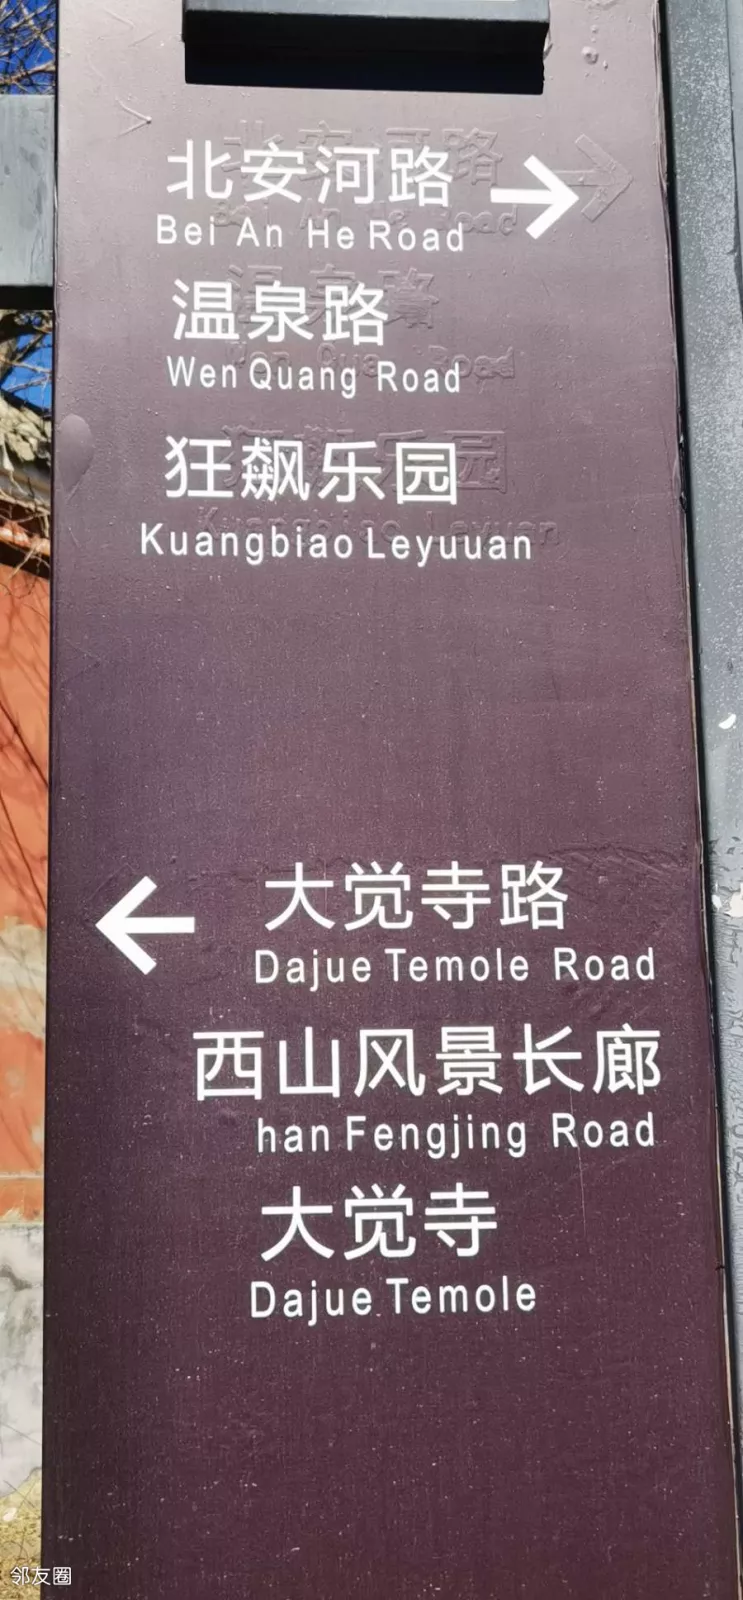 北安河路
Bei An He Road
温泉路
Wen Quang Road
狂飙乐园
Kuangbiao Leyuuan
大觉寺路
Dajue Temole Road
西山风景长廊
han Fengjing Road
大觉寺
Dajue Temole
邻友圈